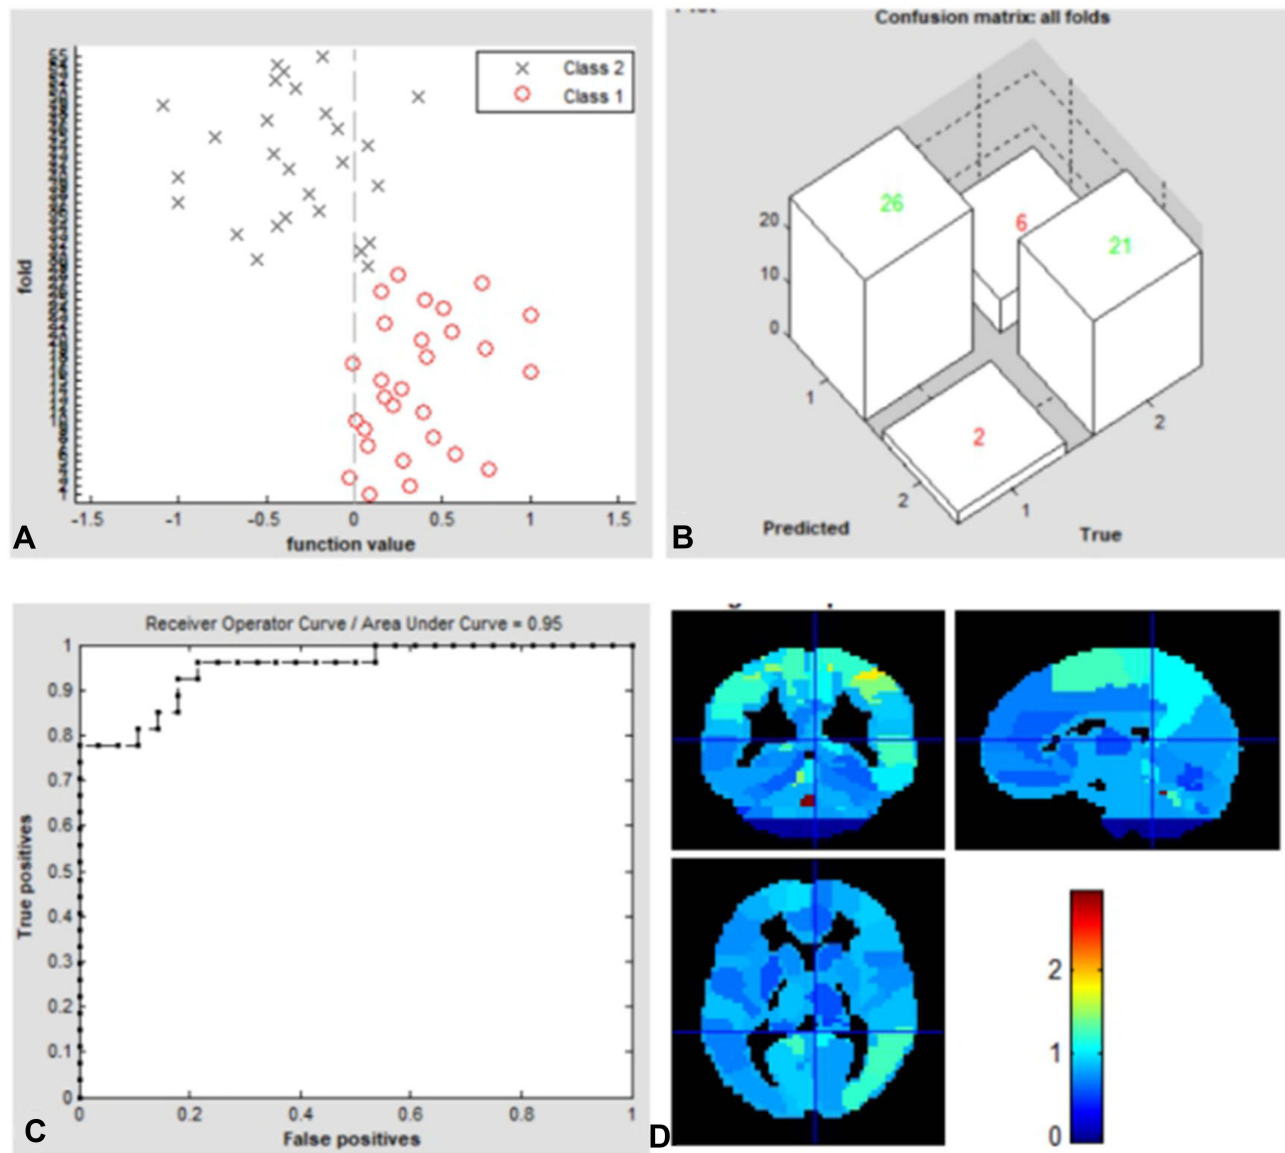 Class 2
Class 1
fold
-1.5 -1 -0.5 0 0.5 1 1.5
function value
A
Confusion matrix: all folds
26
6
21
2
20
10
0
1
2
1
2
Predicted
True
B
Receiver Operator Curve / Area Under Curve = 0.95
1
0.9
0.8
0.7
0.6
0.5
0.4
0.3
0.2
0.1
0
True positives
0 0.2 0.4 0.6 0.8 1
False positives
C
2
1
0
D